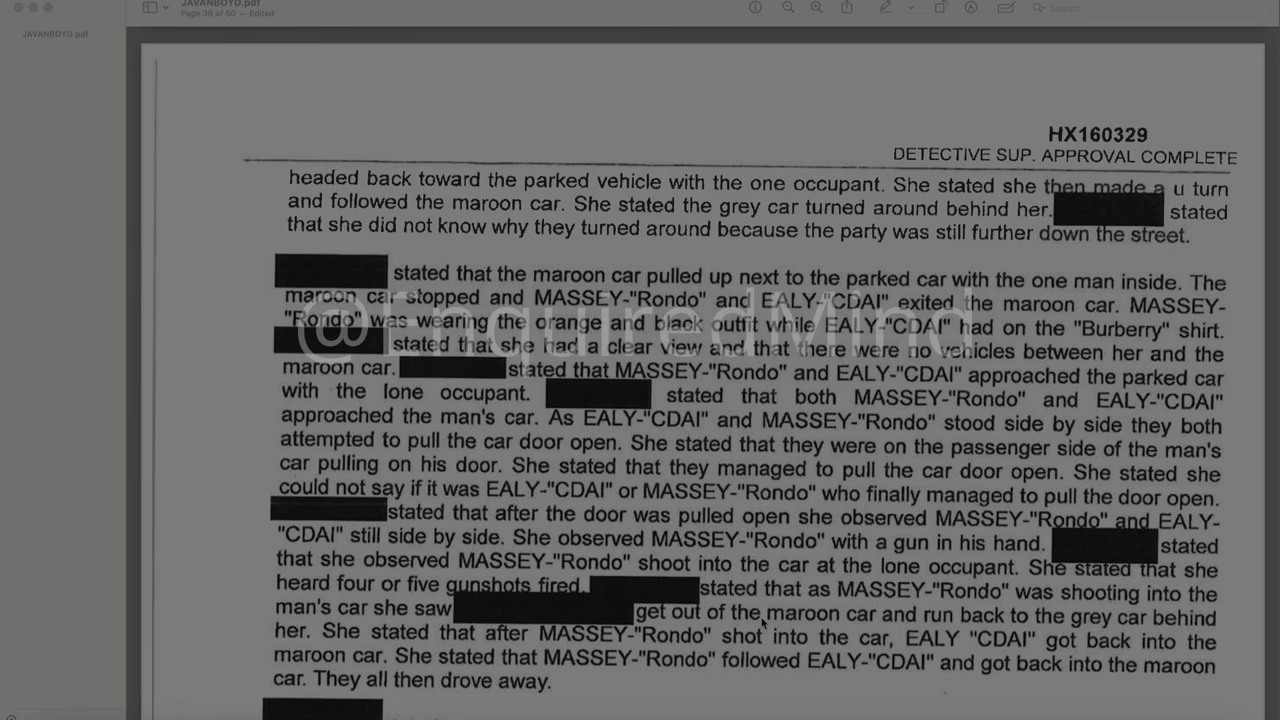 JAVANBOYD.pdf
Page 38 of 50 — Edited
Search
JAVANBOYD.pdf
HX160329
DETECTIVE SUP. APPROVAL COMPLETE
headed back toward the parked vehicle with the one occupant. She stated she then made a u turn
and followed the maroon car. She stated the grey car turned around behind her. stated
that she did not know why they turned around because the party was still further down the street.
stated that the maroon car pulled up next to the parked car with the one man inside. The
maroon car stopped and MASSEY-"Rondo" and EALY-"CDAI" exited the maroon car. MASSEY-
"Rondo" was wearing the orange and black outfit while EALY-"CDAI" had on the "Burberry" shirt.
@EnquiredMind
stated that she had a clear view and that there were no vehicles between her and the
maroon car. stated that MASSEY-"Rondo" and EALY-"CDAI" approached the parked car
with the lone occupant. stated that both MASSEY-"Rondo" and EALY-"CDAI"
approached the man's car. As EALY-"CDAI" and MASSEY-"Rondo" stood side by side they both
attempted to pull the car door open. She stated that they were on the passenger side of the man's
car pulling on his door. She stated that they managed to pull the car door open. She stated she
could not say if it was EALY-"CDAI" or MASSEY-"Rondo" who finally managed to pull the door open.
stated that after the door was pulled open she observed MASSEY-"Rondo" and EALY-
"CDAI" still side by side. She observed MASSEY-"Rondo" with a gun in his hand. stated
that she observed MASSEY-"Rondo" shoot into the car at the lone occupant. She stated that she
heard four or five gunshots fired. stated that as MASSEY-"Rondo" was shooting into the
man's car she saw get out of the maroon car and run back to the grey car behind
her. She stated that after MASSEY-"Rondo" shot into the car, EALY "CDAI" got back into the
maroon car. She stated that MASSEY-"Rondo" followed EALY-"CDAI" and got back into the maroon
car. They all then drove away.